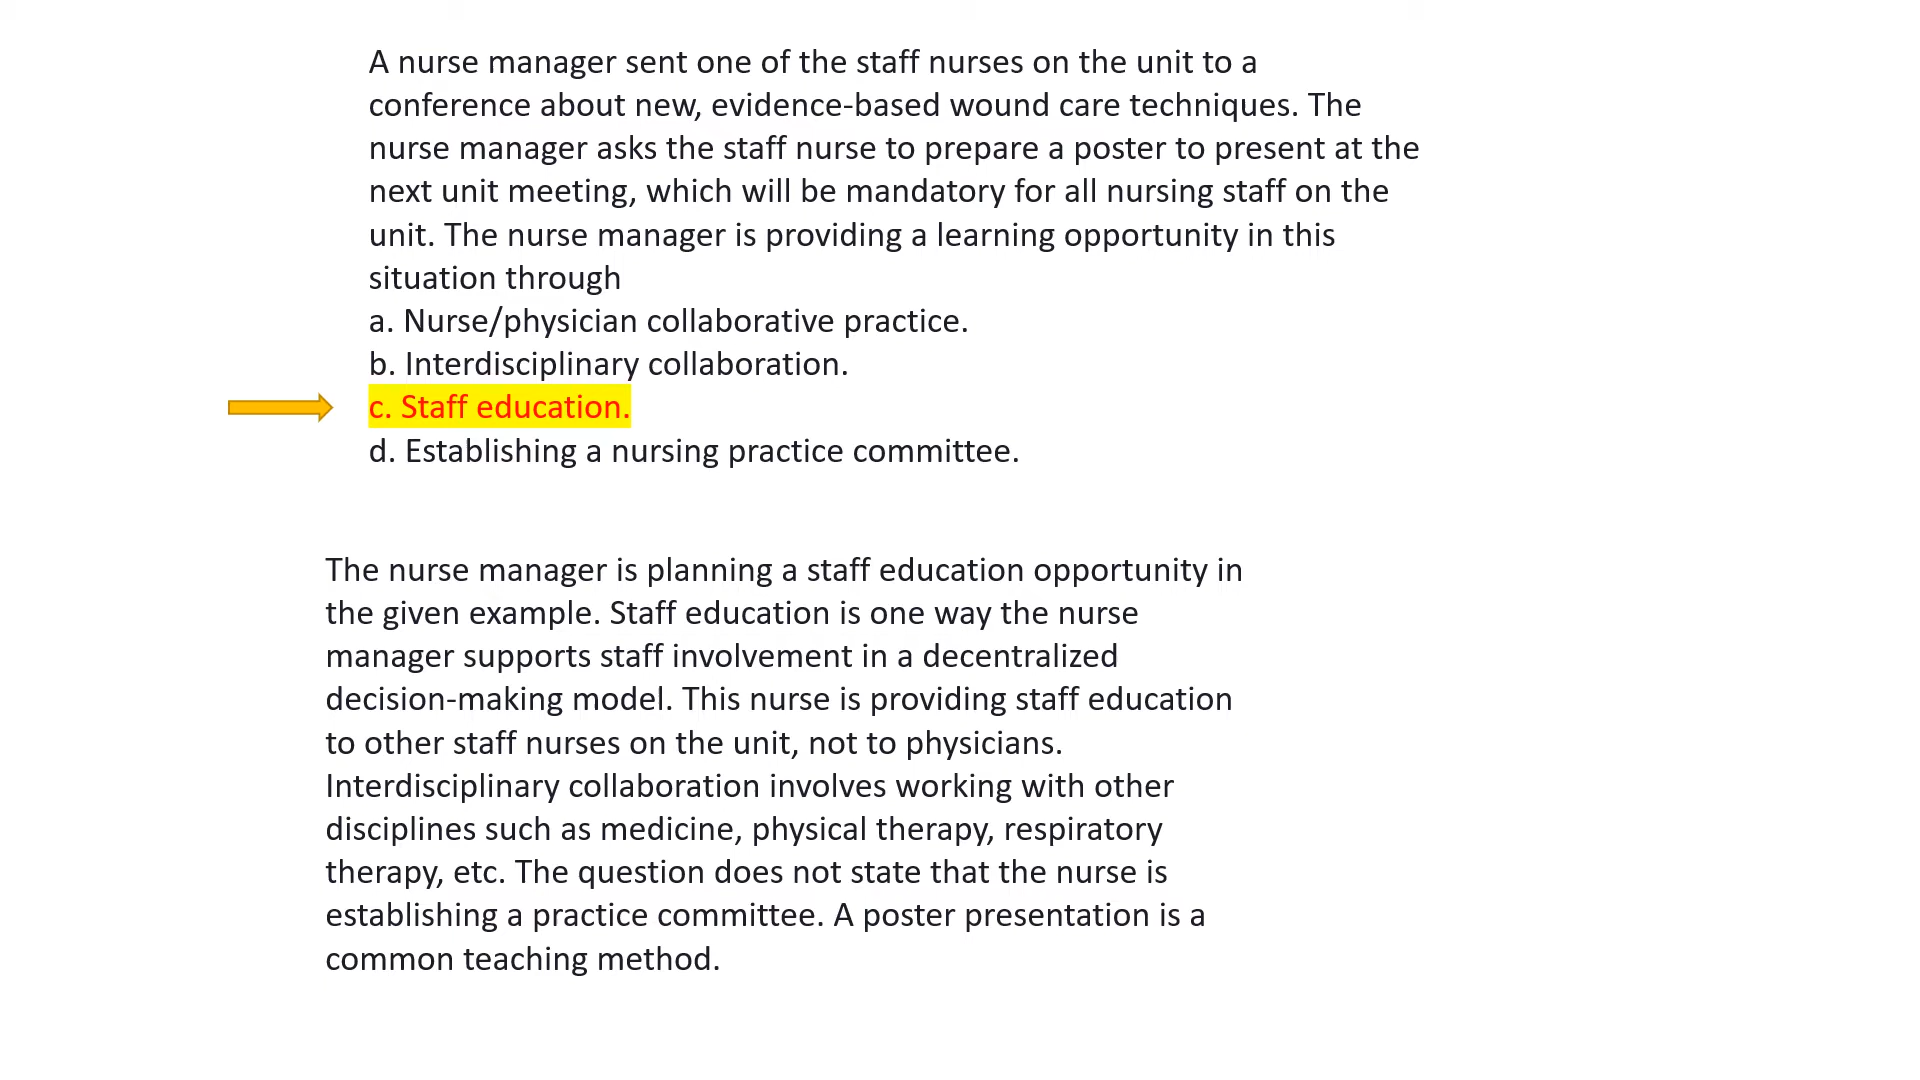 A nurse manager sent one of the staff nurses on the unit to a
conference about new, evidence-based wound care techniques. The
nurse manager asks the staff nurse to prepare a poster to present at the
next unit meeting, which will be mandatory for all nursing staff on the
unit. The nurse manager is providing a learning opportunity in this
situation through
a. Nurse/physician collaborative practice.
b. Interdisciplinary collaboration.
c. Staff education.
d. Establishing a nursing practice committee.
The nurse manager is planning a staff education opportunity in
the given example. Staff education is one way the nurse
manager supports staff involvement in a decentralized
decision-making model. This nurse is providing staff education
to other staff nurses on the unit, not to physicians.
Interdisciplinary collaboration involves working with other
disciplines such as medicine, physical therapy, respiratory
therapy, etc. The question does not state that the nurse is
establishing a practice committee. A poster presentation is a
common teaching method.